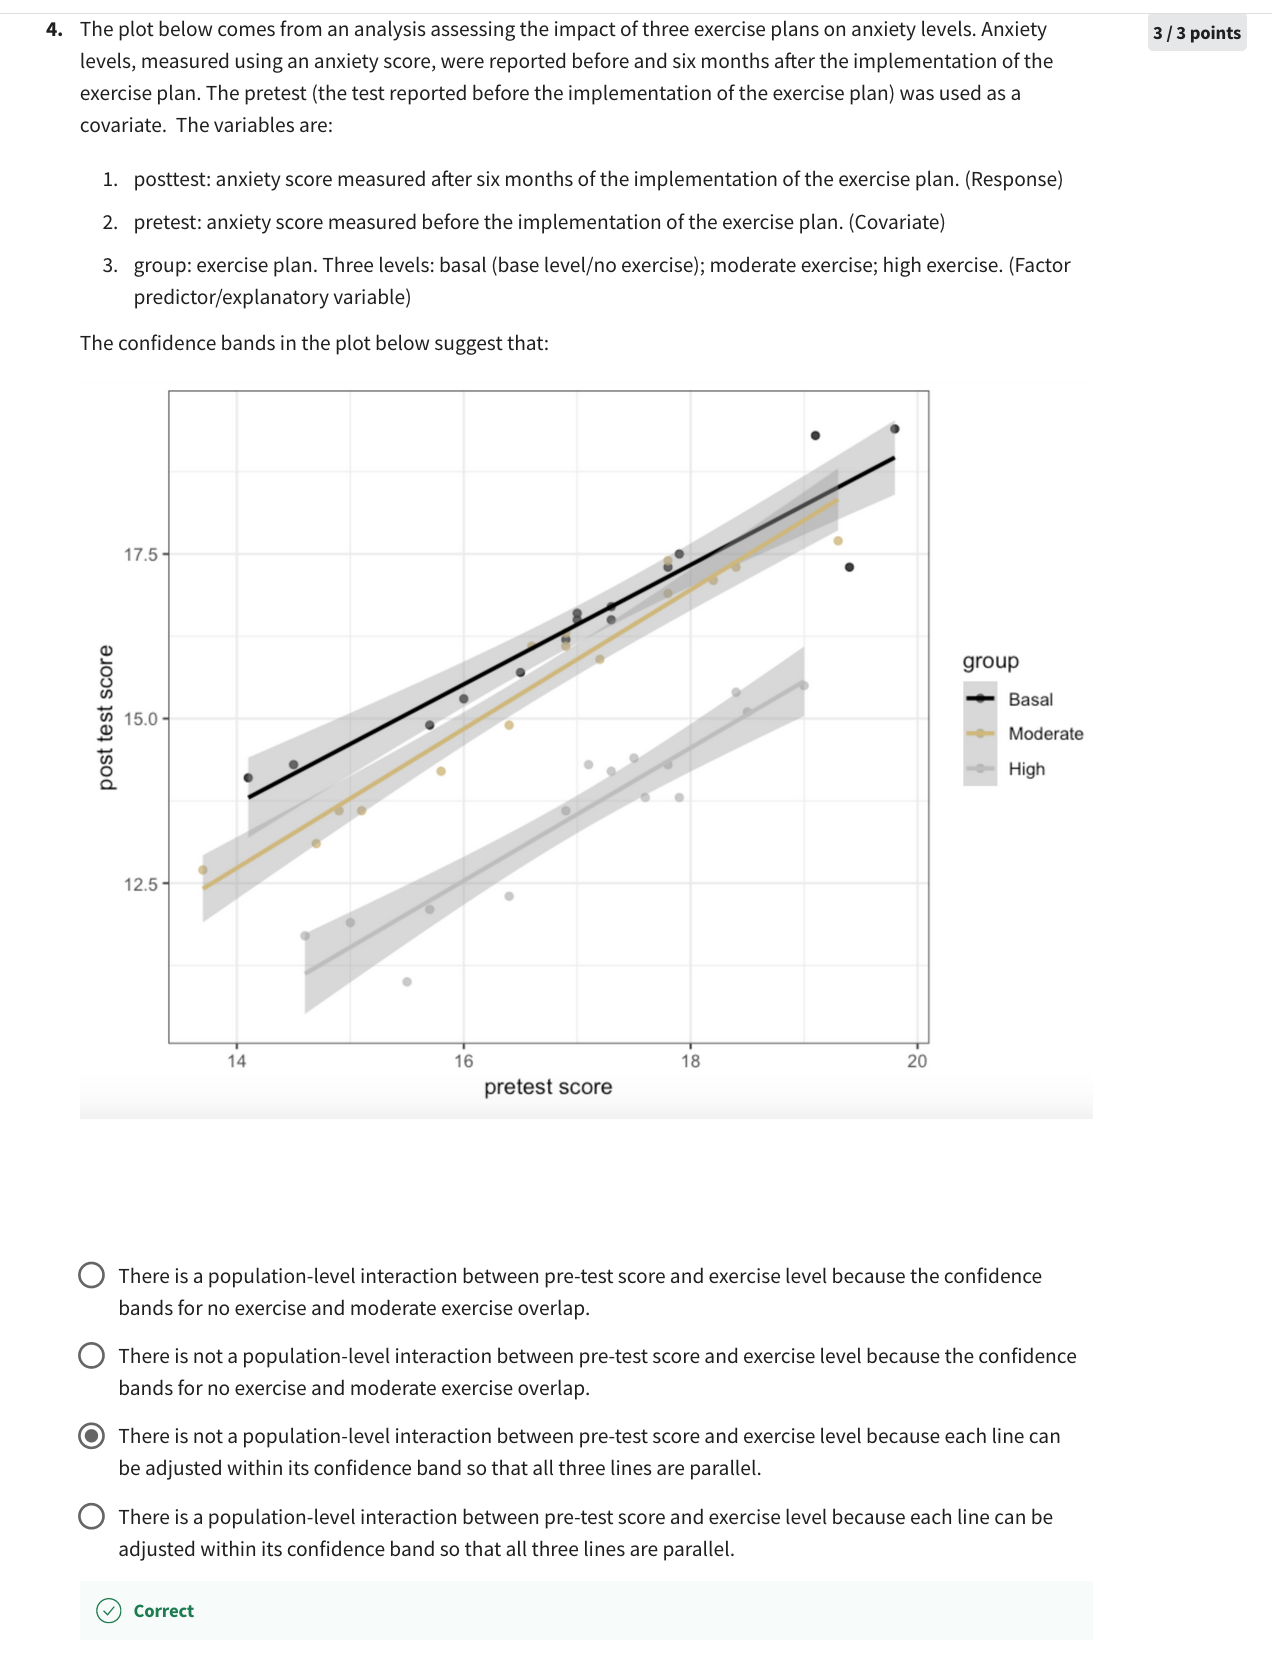 4. The plot below comes from an analysis assessing the impact of three exercise plans on anxiety levels. Anxiety
3 / 3 points
levels, measured using an anxiety score, were reported before and six months after the implementation of the
exercise plan. The pretest (the test reported before the implementation of the exercise plan) was used as a
covariate.  The variables are:
1. posttest: anxiety score measured after six months of the implementation of the exercise plan. (Response)
2. pretest: anxiety score measured before the implementation of the exercise plan. (Covariate)
3. group: exercise plan. Three levels: basal (base level/no exercise); moderate exercise; high exercise. (Factor
predictor/explanatory variable)
The confidence bands in the plot below suggest that:
17.5
15.0
12.5
post test score
14 16 18 20
pretest score
group
Basal
Moderate
High
There is a population-level interaction between pre-test score and exercise level because the confidence
bands for no exercise and moderate exercise overlap.
There is not a population-level interaction between pre-test score and exercise level because the confidence
bands for no exercise and moderate exercise overlap.
There is not a population-level interaction between pre-test score and exercise level because each line can
be adjusted within its confidence band so that all three lines are parallel.
There is a population-level interaction between pre-test score and exercise level because each line can be
adjusted within its confidence band so that all three lines are parallel.
Correct